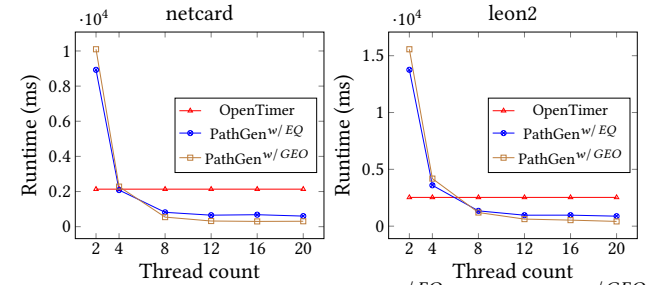 netcard
·10^4
Runtime (ms)
1
0.8
0.6
0.4
0.2
0
OpenTimer
PathGen^w/ EQ
PathGen^w/ GEO
2 4 8 12 16 20
Thread count
leon2
·10^4
Runtime (ms)
1.5
1
0.5
0
OpenTimer
PathGen^w/ EQ
PathGen^w/ GEO
2 4 8 12 16 20
Thread count
w/ EQ w/ GEO